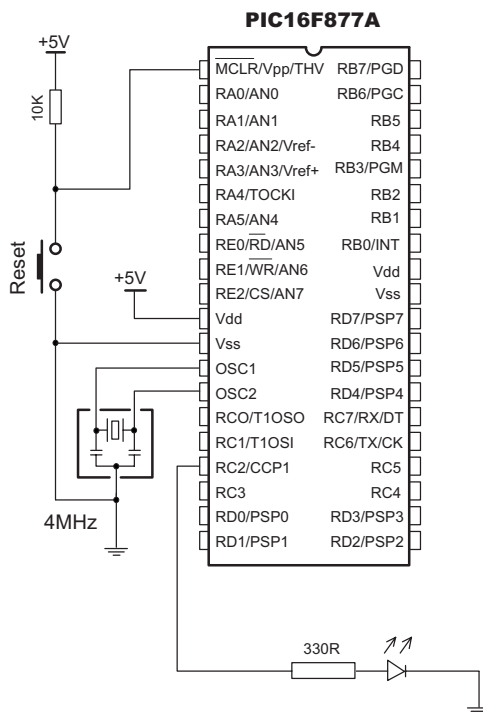 PIC16F877A
+5V
10K
Reset
+5V
4MHz
MCLR/Vpp/THV RB7/PGD
RA0/AN0 RB6/PGC
RA1/AN1 RB5
RA2/AN2/Vref- RB4
RA3/AN3/Vref+ RB3/PGM
RA4/TOCKI RB2
RA5/AN4 RB1
RE0/RD/AN5 RB0/INT
RE1/WR/AN6 Vdd
RE2/CS/AN7 Vss
Vdd RD7/PSP7
Vss RD6/PSP6
OSC1 RD5/PSP5
OSC2 RD4/PSP4
RCO/T1OSO RC7/RX/DT
RC1/T1OSI RC6/TX/CK
RC2/CCP1 RC5
RC3 RC4
RD0/PSP0 RD3/PSP3
RD1/PSP1 RD2/PSP2
330R